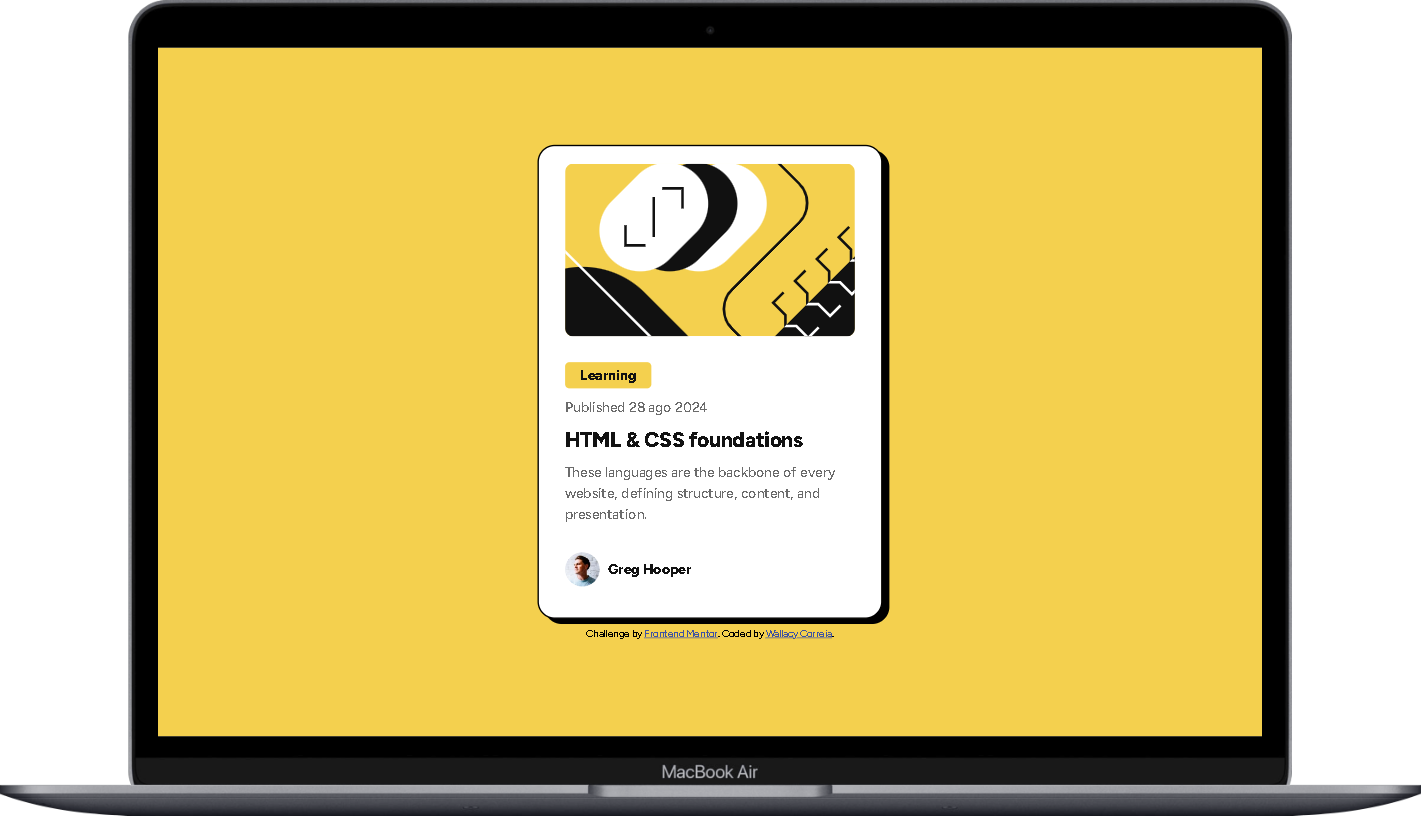 Learning
Published 28 ago 2024
HTML & CSS foundations
These languages are the backbone of every
website, defining structure, content, and
presentation.
Greg Hooper
Challenge by Frontend Mentor. Coded by Wallacy Correia.
MacBook Air